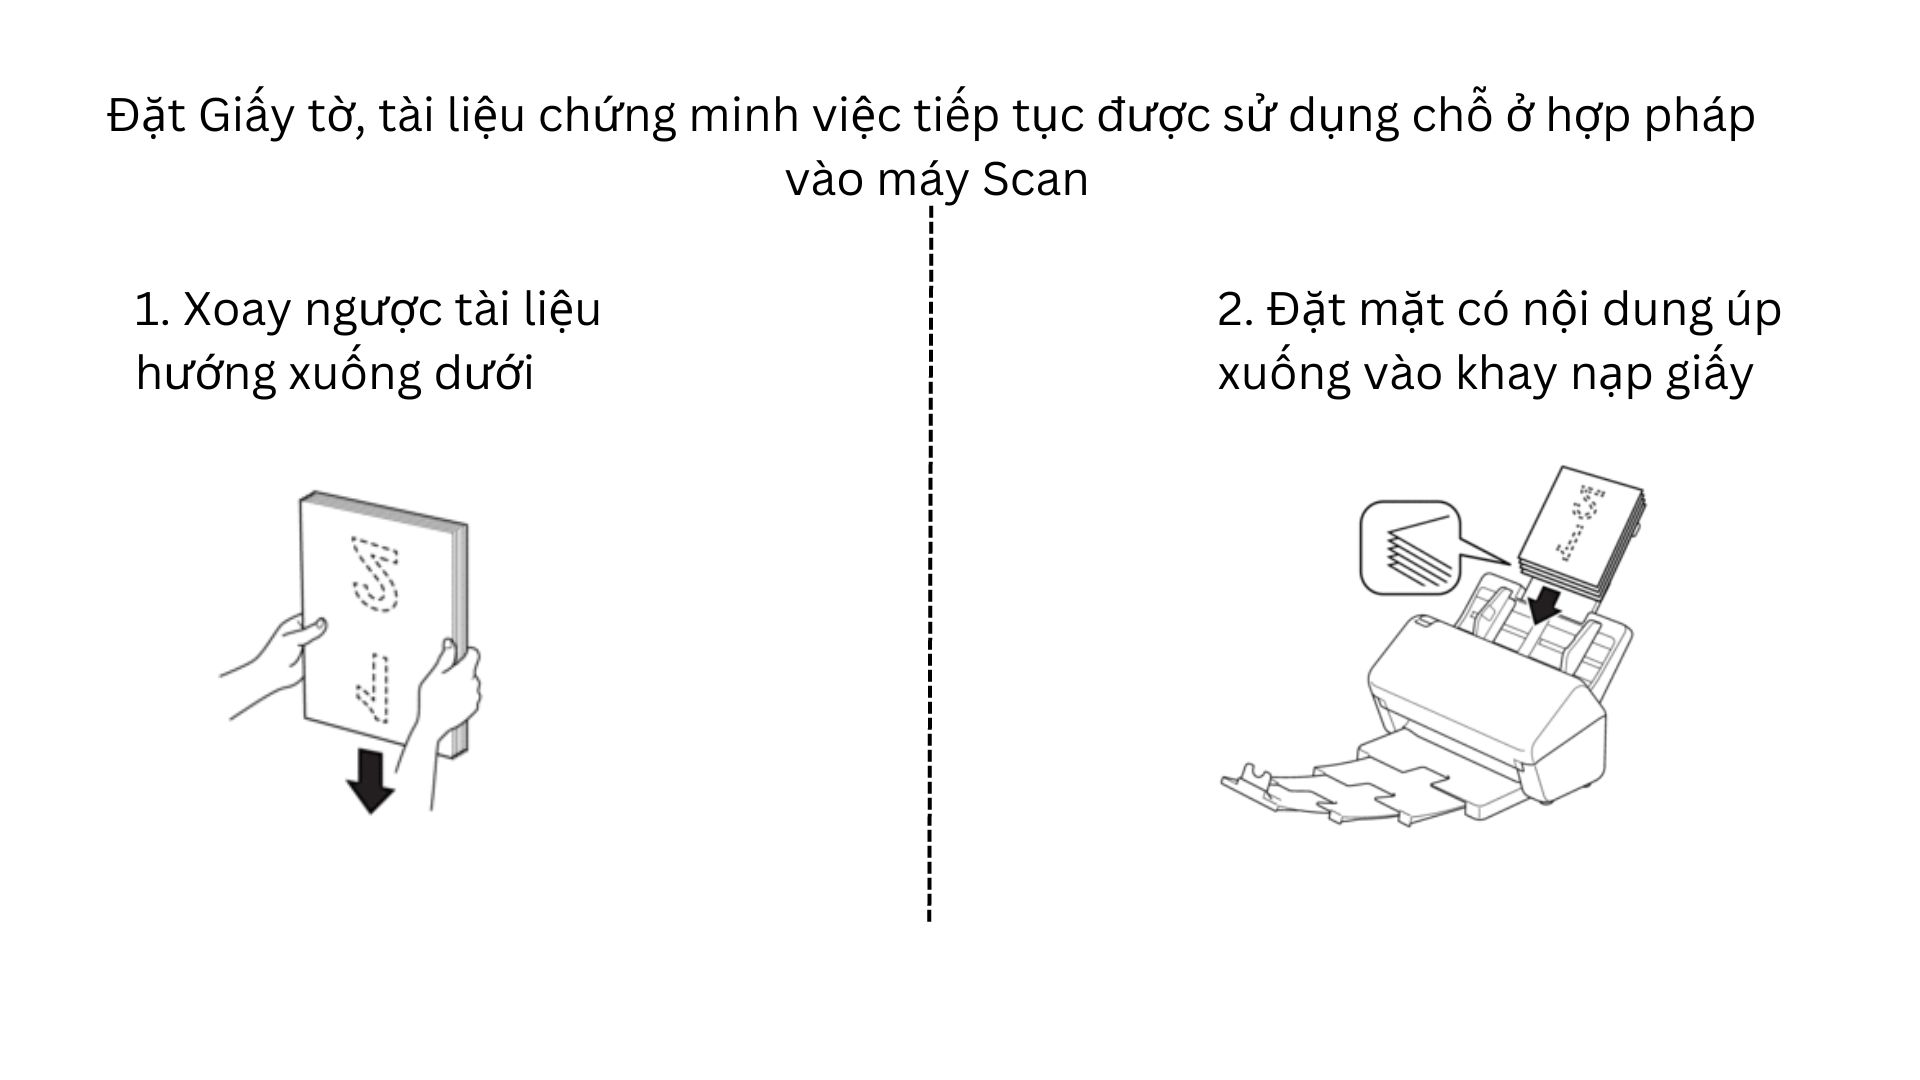 Đặt Giấy tờ, tài liệu chứng minh việc tiếp tục được sử dụng chỗ ở hợp pháp
vào máy Scan
1. Xoay ngược tài liệu
hướng xuống dưới
2. Đặt mặt có nội dung úp
xuống vào khay nạp giấy